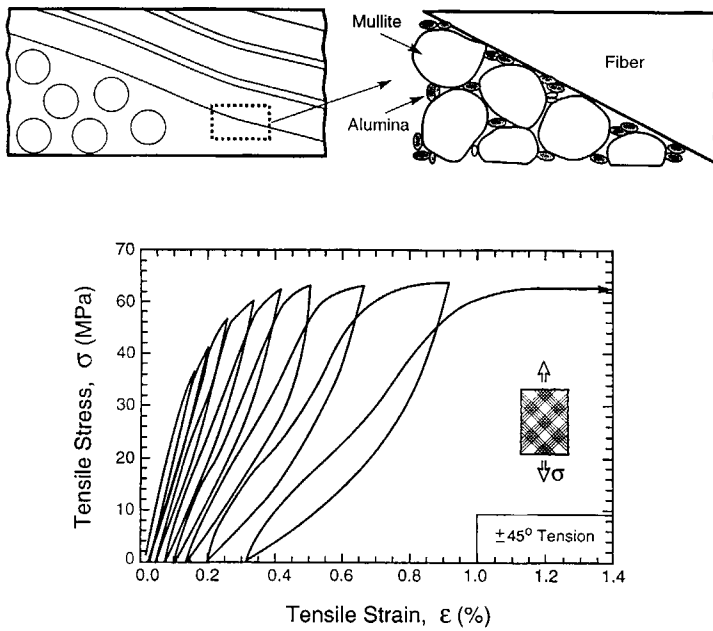 Mullite
Fiber
Alumina
70
60
50
40
30
20
10
0
Tensile Stress, σ (MPa)
σ
±45° Tension
0.0 0.2 0.4 0.6 0.8 1.0 1.2 1.4
Tensile Strain, ε (%)